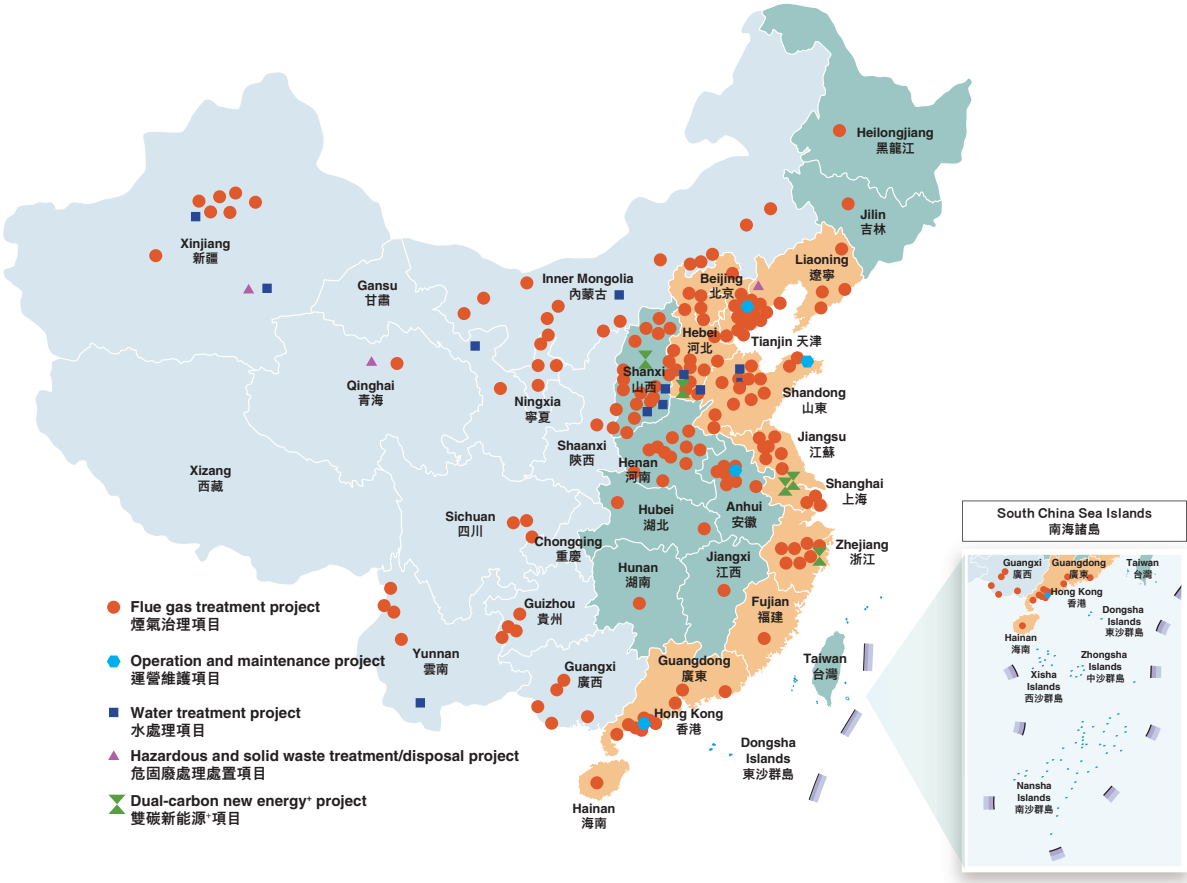 Heilongjiang
黑龍江
Jilin
吉林
Liaoning
遼寧
Xinjiang
新疆
Gansu
甘肅
Inner Mongolia
內蒙古
Beijing
北京
Tianjin 天津
Hebei
河北
Shanxi
山西
Qinghai
青海
Ningxia
寧夏
Shandong
山東
Shaanxi
陝西
Henan
河南
Jiangsu
江蘇
Xizang
西藏
Shanghai
上海
Anhui
安徽
Hubei
湖北
Sichuan
四川
Chongqing
重慶
Zhejiang
浙江
Hunan
湖南
Jiangxi
江西
Guizhou
貴州
Fujian
福建
Yunnan
雲南
Guangxi
廣西
Guangdong
廣東
Taiwan
台灣
Hong Kong
香港
Dongsha
Islands
東沙群島
Hainan
海南
Flue gas treatment project
煙氣治理項目
Operation and maintenance project
運營維護項目
Water treatment project
水處理項目
Hazardous and solid waste treatment/disposal project
危固廢處理處置項目
Dual-carbon new energy⁺ project
雙碳新能源⁺項目
South China Sea Islands
南海諸島
Guangxi
廣西
Guangdong
廣東
Taiwan
台灣
Hong Kong
香港
Dongsha
Islands
東沙群島
Hainan
海南
Zhongsha
Islands
中沙群島
Xisha
Islands
西沙群島
Nansha
Islands
南沙群島